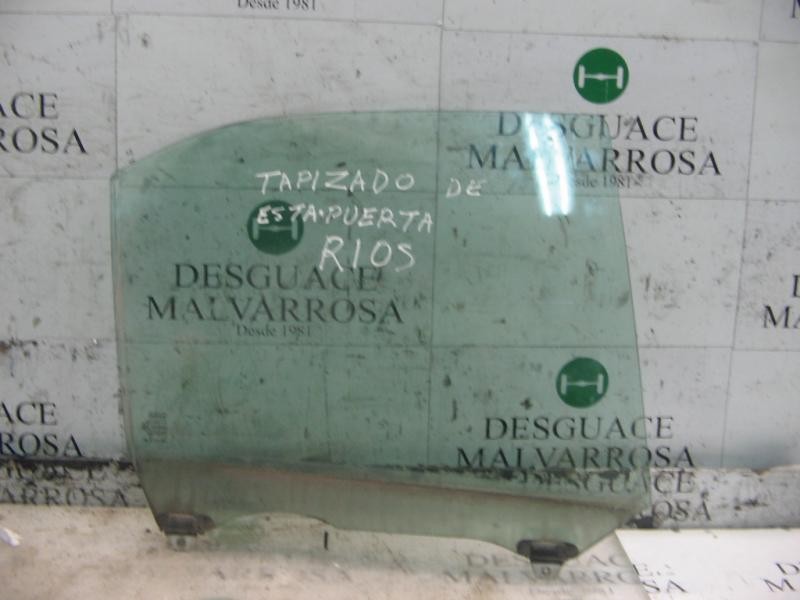 Desde 1981
ACE
ROSA
DESGUACE
MALVARROSA
Desde 1981
TAPIZADO DE
ESTA PUERTA
RIOS
DESGUACE
MALVARROSA
Desde 1981
ACE
ROSA
DESGUACE
MALVARROSA
DESGUACE
MALVARROSA